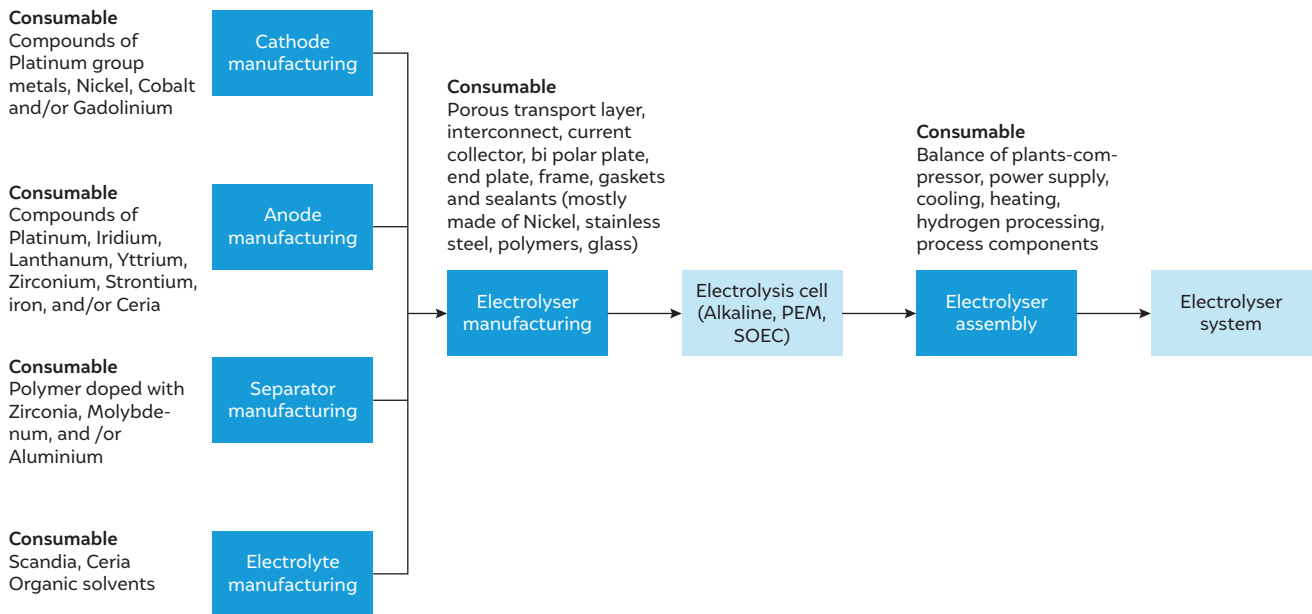 Consumable
Compounds of
Platinum group
metals, Nickel, Cobalt
and/or Gadolinium
Cathode
manufacturing
Consumable
Compounds of
Platinum, Iridium,
Lanthanum, Yttrium,
Zirconium, Strontium,
iron, and/or Ceria
Anode
manufacturing
Consumable
Polymer doped with
Zirconia, Molybde-
num, and /or
Aluminium
Separator
manufacturing
Consumable
Scandia, Ceria
Organic solvents
Electrolyte
manufacturing
Consumable
Porous transport layer,
interconnect, current
collector, bi polar plate,
end plate, frame, gaskets
and sealants (mostly
made of Nickel, stainless
steel, polymers, glass)
Electrolyser
manufacturing
Electrolysis cell
(Alkaline, PEM,
SOEC)
Consumable
Balance of plants-com-
pressor, power supply,
cooling, heating,
hydrogen processing,
process components
Electrolyser
assembly
Electrolyser
system